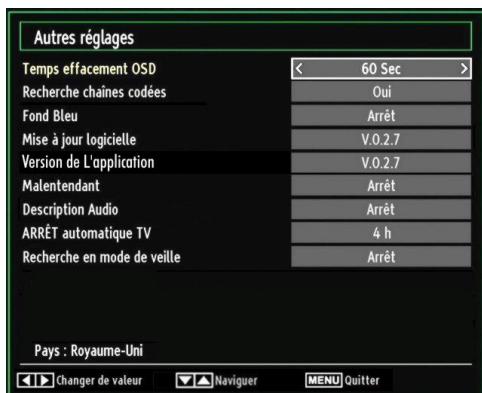 Autres réglages
Temps effacement OSD < 60 Sec >
Recherche chaînes codées Oui
Fond Bleu Arrêt
Mise à jour logicielle V.0.2.7
Version de L'application V.0.2.7
Malentendant Arrêt
Description Audio Arrêt
ARRÊT automatique TV 4 h
Recherche en mode de veille Arrêt
Pays : Royaume-Uni
Changer de valeur Naviguer MENU Quitter